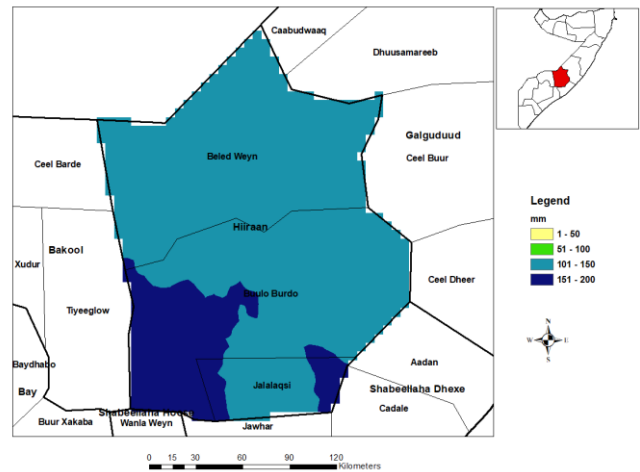 Caabudwaaq
Dhuusamareeb
Galguduud
Ceel Buur
Beled Weyn
Ceel Barde
Hiiraan
Bakool
Xudur
Ceel Dheer
Buulo Burdo
Tiyeeglow
Baydhabo
Aadan
Jalalaqsi
Bay
Shabeellaha Dhexe
Cadale
Shabeellaha Hoose
Buur Xakaba
Wanla Weyn
Jawhar
Legend
mm
1 - 50
51 - 100
101 - 150
151 - 200
N
W E
S
0 15 30 60 90 120
Kilometers